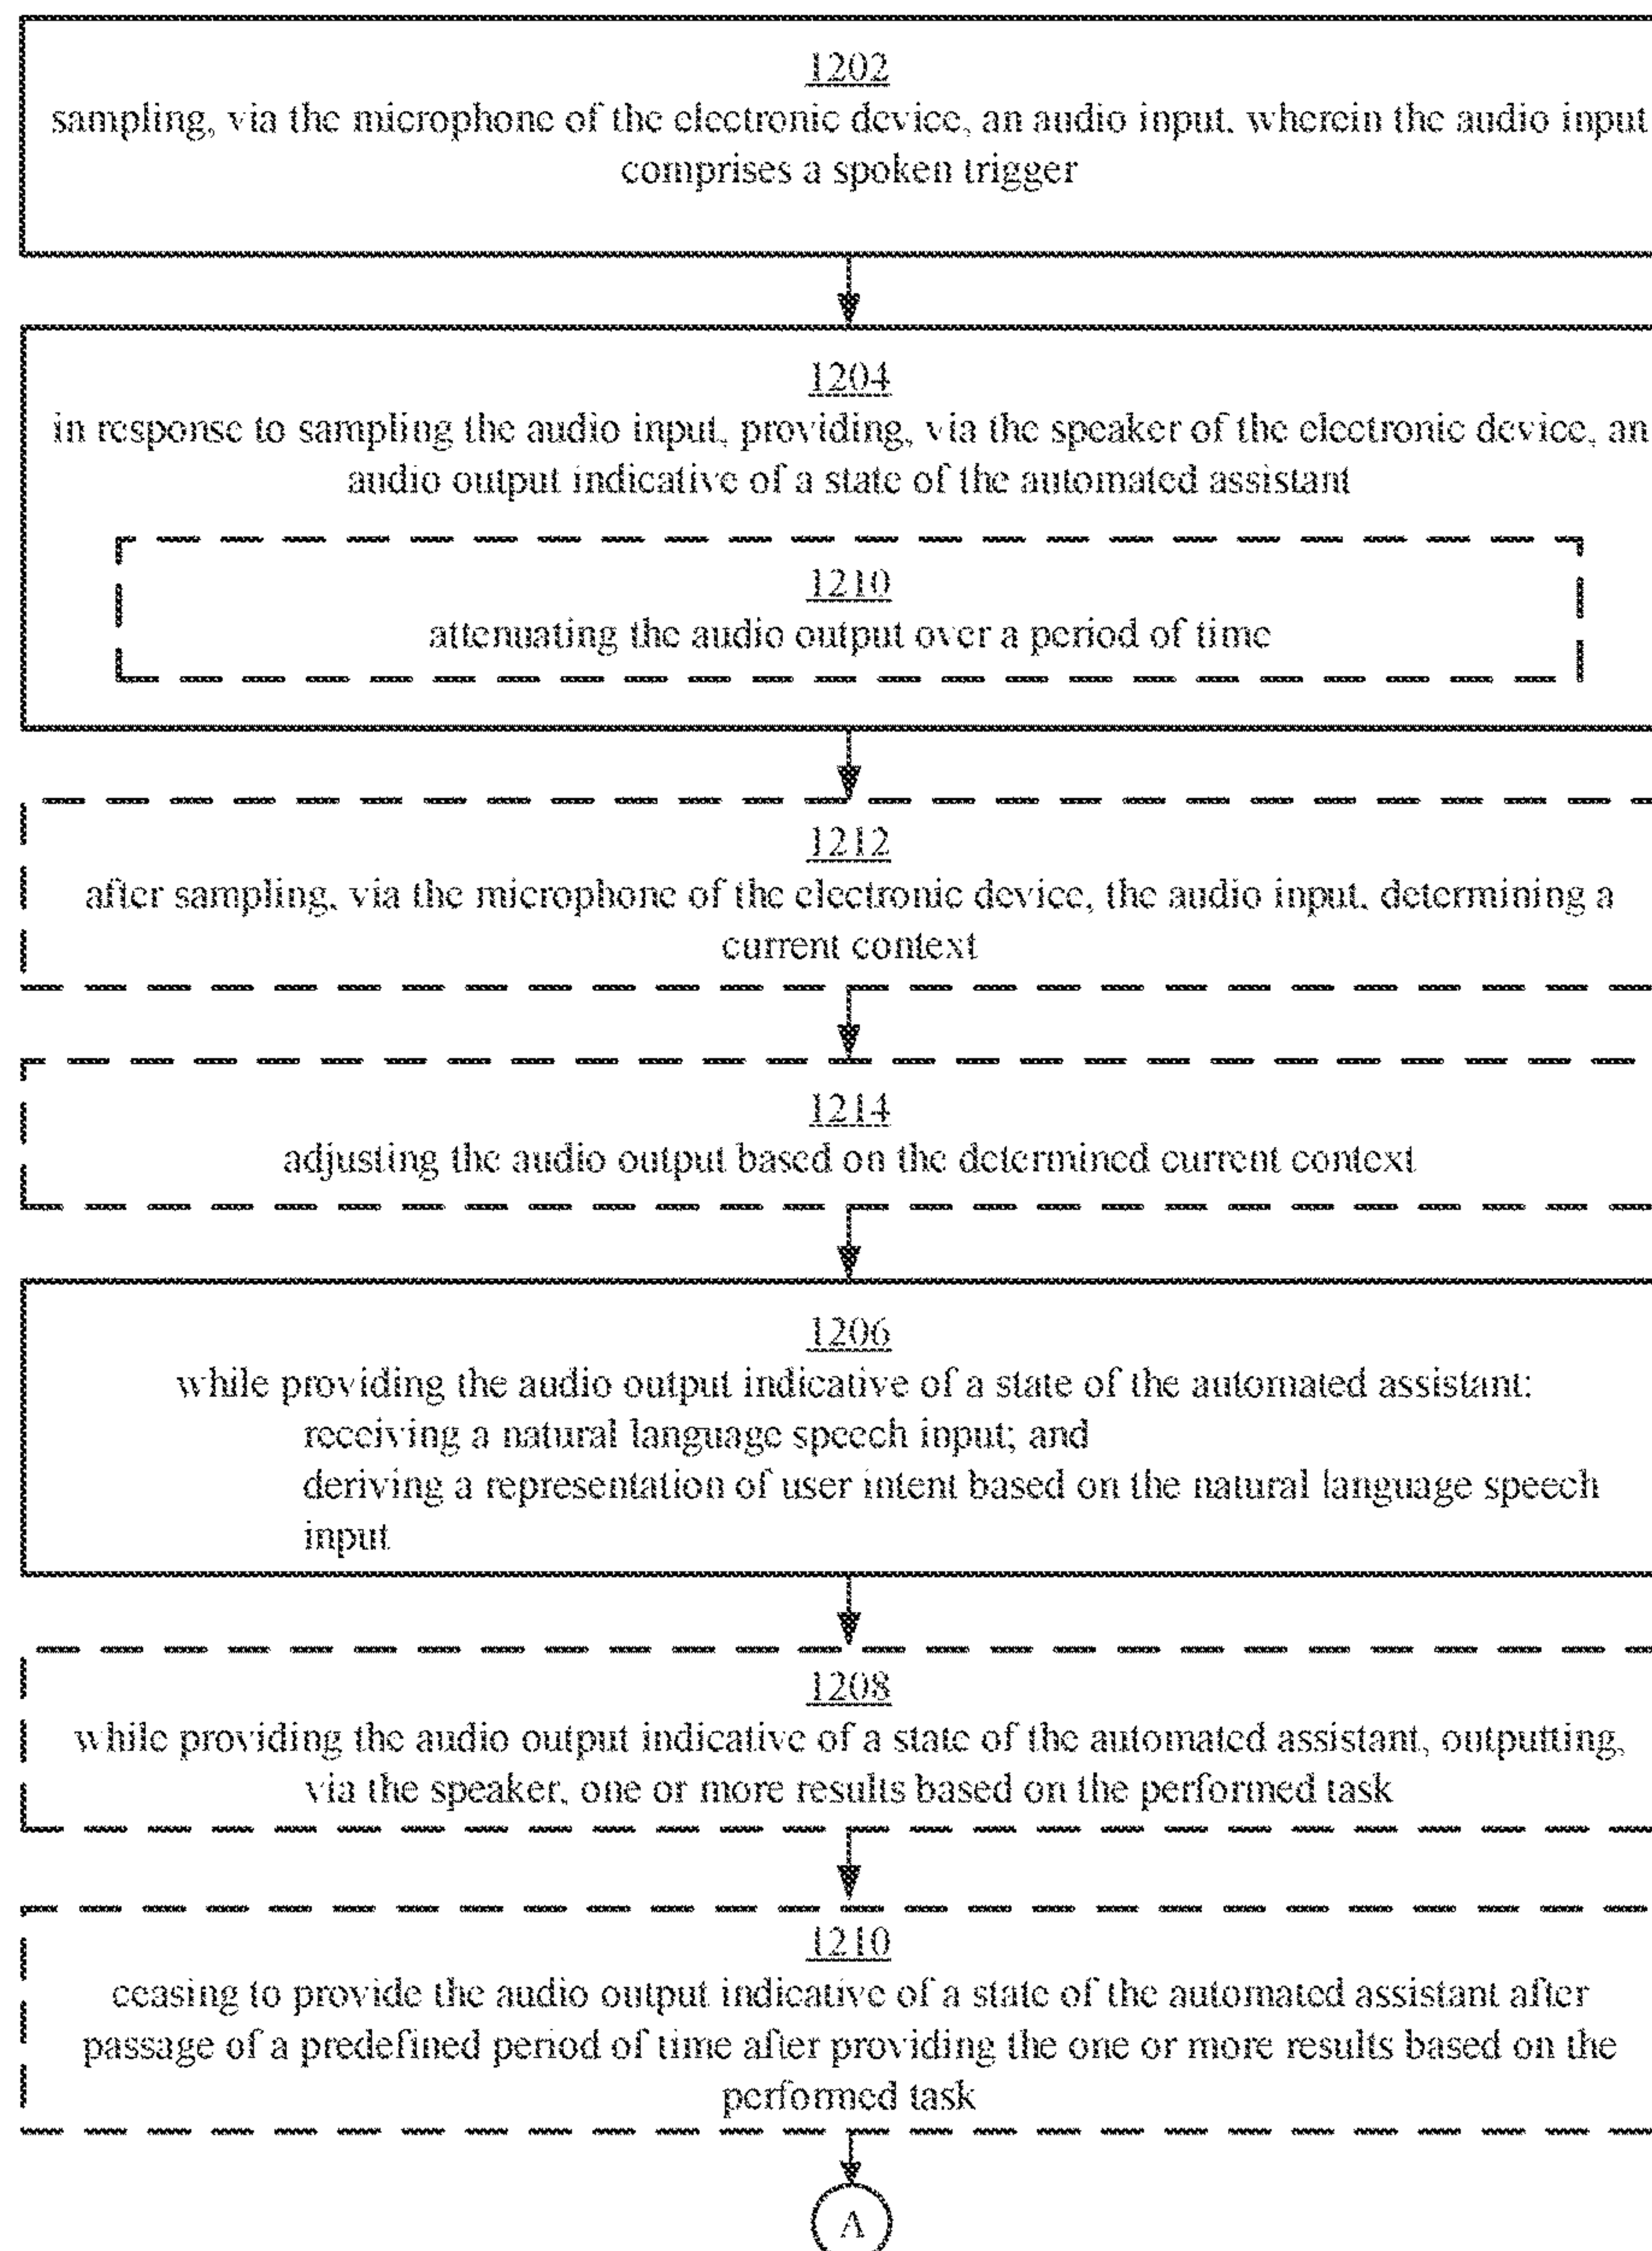 1202
sampling, via the microphone of the electronic device, an audio input, wherein the audio input
comprises a spoken trigger
1204
in response to sampling the audio input, providing, via the speaker of the electronic device, an
audio output indicative of a state of the automated assistant
1210
attenuating the audio output over a period of time
1212
after sampling, via the microphone of the electronic device, the audio input, determining a
current context
1214
adjusting the audio output based on the determined current context
1206
while providing the audio output indicative of a state of the automated assistant:
receiving a natural language speech input; and
deriving a representation of user intent based on the natural language speech
input
1208
while providing the audio output indicative of a state of the automated assistant, outputting,
via the speaker, one or more results based on the performed task
1210
ceasing to provide the audio output indicative of a state of the automated assistant after
passage of a predefined period of time after providing the one or more results based on the
performed task
A